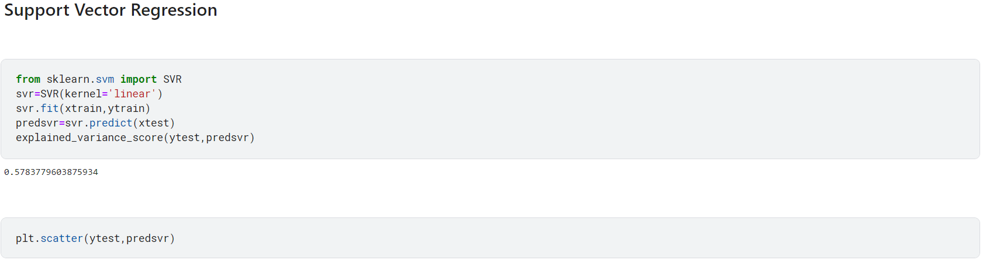 Support Vector Regression
from sklearn.svm import SVR
svr=SVR(kernel='linear')
svr.fit(xtrain,ytrain)
predsvr=svr.predict(xtest)
explained_variance_score(ytest,predsvr)
0.5783779603875934
plt.scatter(ytest,predsvr)